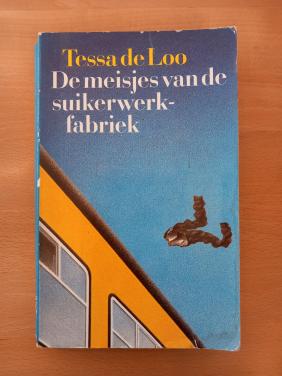 Tessa de Loo
De meisjes van de
suikerwerk-
fabriek